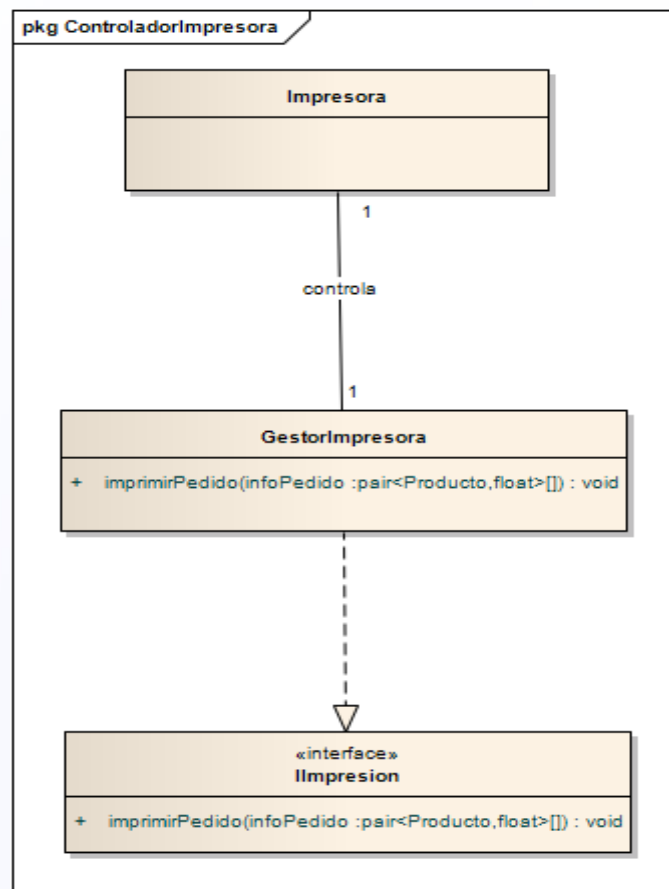 pkg ControladorImpresora
Impresora
1
controla
1
GestorImpresora
+ imprimirPedido(infoPedido :pair<Producto,float>[]) : void
«interface»
IImpresion
+ imprimirPedido(infoPedido :pair<Producto,float>[]) : void